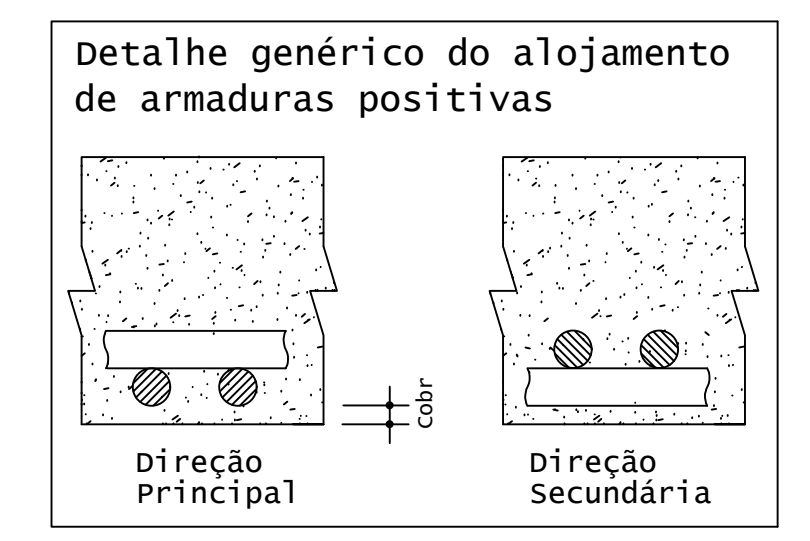 Detalhe genérico do alojamento
de armaduras positivas
Cobr
Direção
Principal
Direção
Secundária